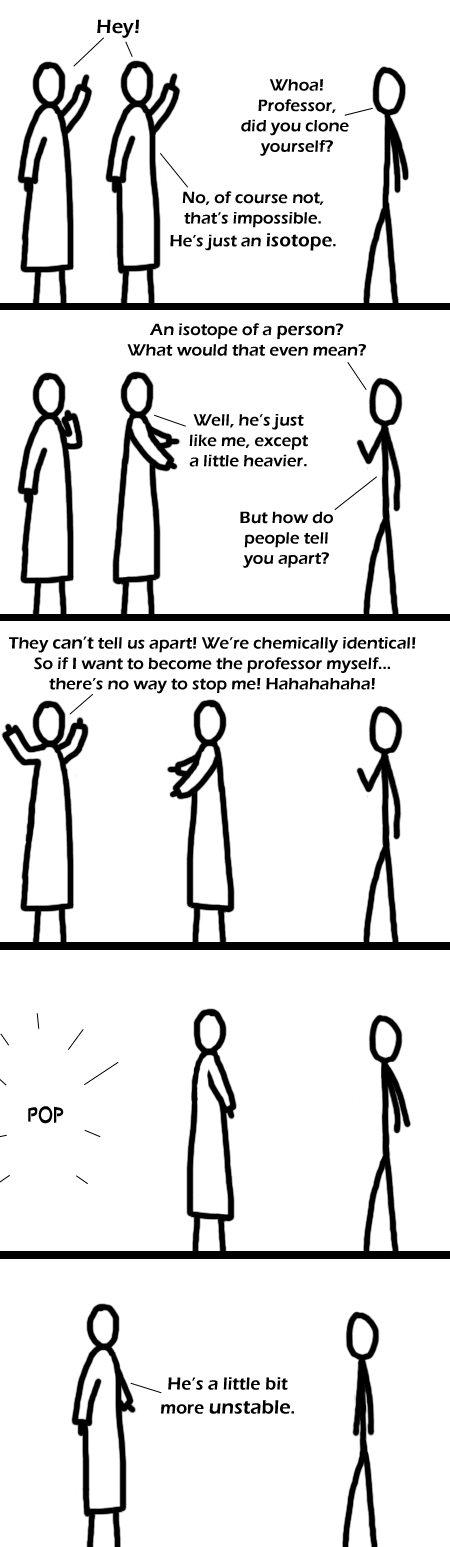 Hey!
Whoa!
Professor,
did you clone
yourself?
No, of course not,
that's impossible.
He's just an isotope.
An isotope of a person?
What would that even mean?
Well, he's just
like me, except
a little heavier.
But how do
people tell
you apart?
They can't tell us apart! We're chemically identical!
So if I want to become the professor myself...
there's no way to stop me! Hahahahaha!
POP
He's a little bit
more unstable.